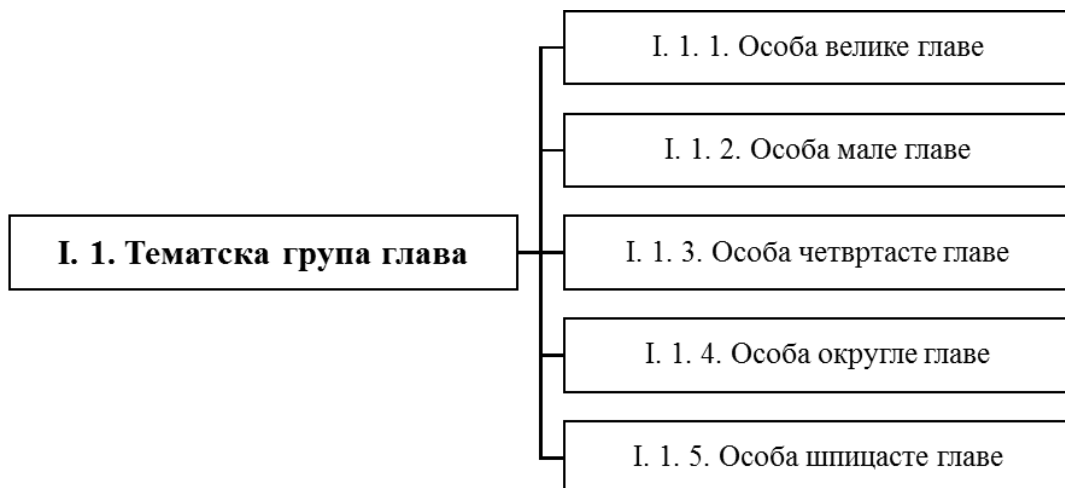 I. 1. 1. Особа велике главе
I. 1. 2. Особа мале главе
I. 1. Тематска група глава
I. 1. 3. Особа четвртасте главе
I. 1. 4. Особа округле главе
I. 1. 5. Особа шпицасте главе